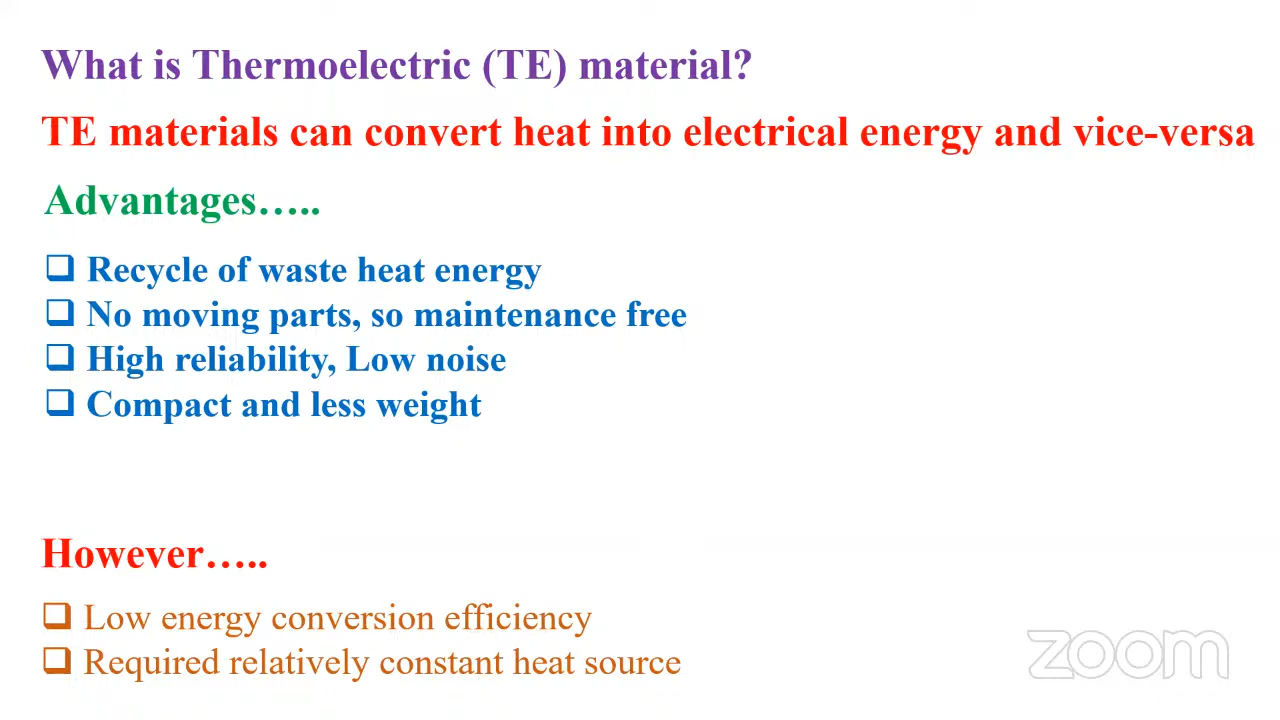 What is Thermoelectric (TE) material?
TE materials can convert heat into electrical energy and vice-versa
Advantages…..
❑ Recycle of waste heat energy
❑ No moving parts, so maintenance free
❑ High reliability, Low noise
❑ Compact and less weight
However…..
❑ Low energy conversion efficiency
❑ Required relatively constant heat source
zoom